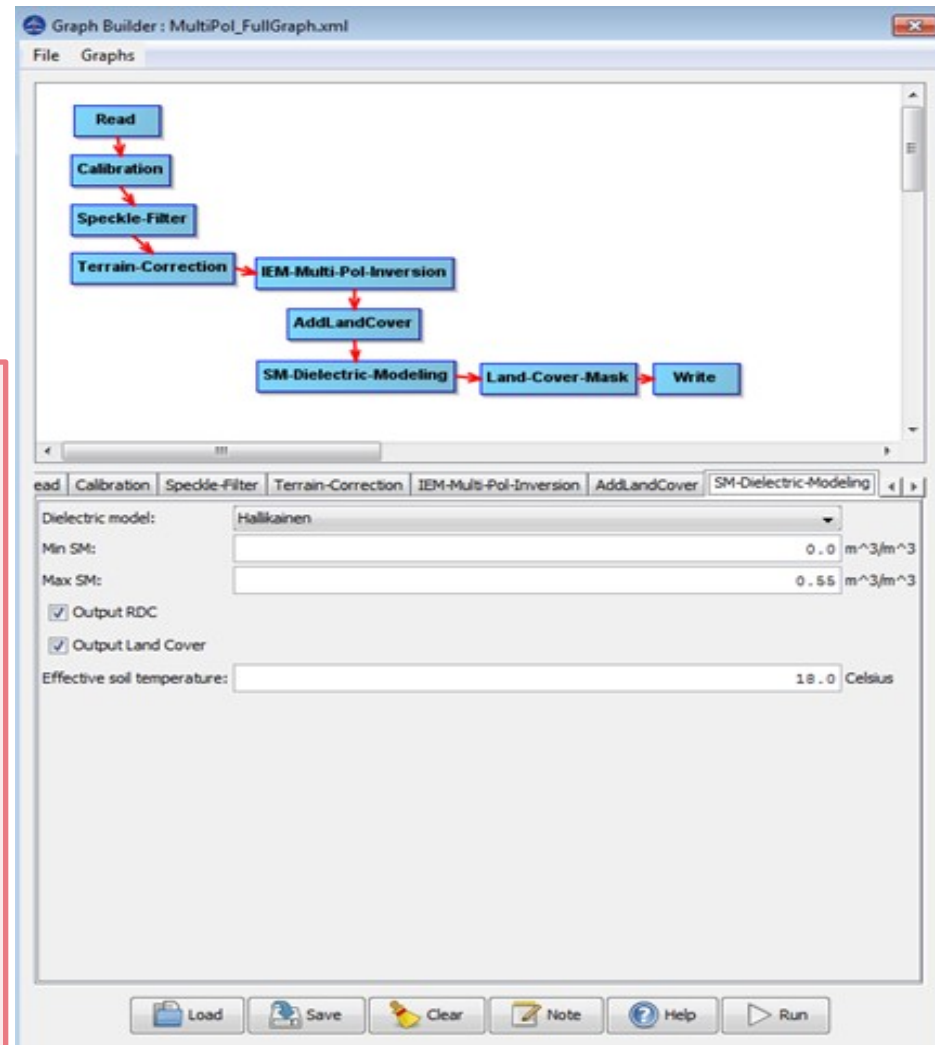 Graph Builder : MultiPol_FullGraph.xml
File Graphs
Read
Calibration
Speckle-Filter
Terrain-Correction
IEM-Multi-Pol-Inversion
AddLandCover
SM-Dielectric-Modeling
Land-Cover-Mask
Write
ead Calibration Speckle-Filter Terrain-Correction IEM-Multi-Pol-Inversion AddLandCover SM-Dielectric-Modeling
Dielectric model: Hallikainen
Min SM: 0.0 m^3/m^3
Max SM: 0.55 m^3/m^3
Output RDC
Output Land Cover
Effective soil temperature: 18.0 Celsius
Load Save Clear Note Help Run